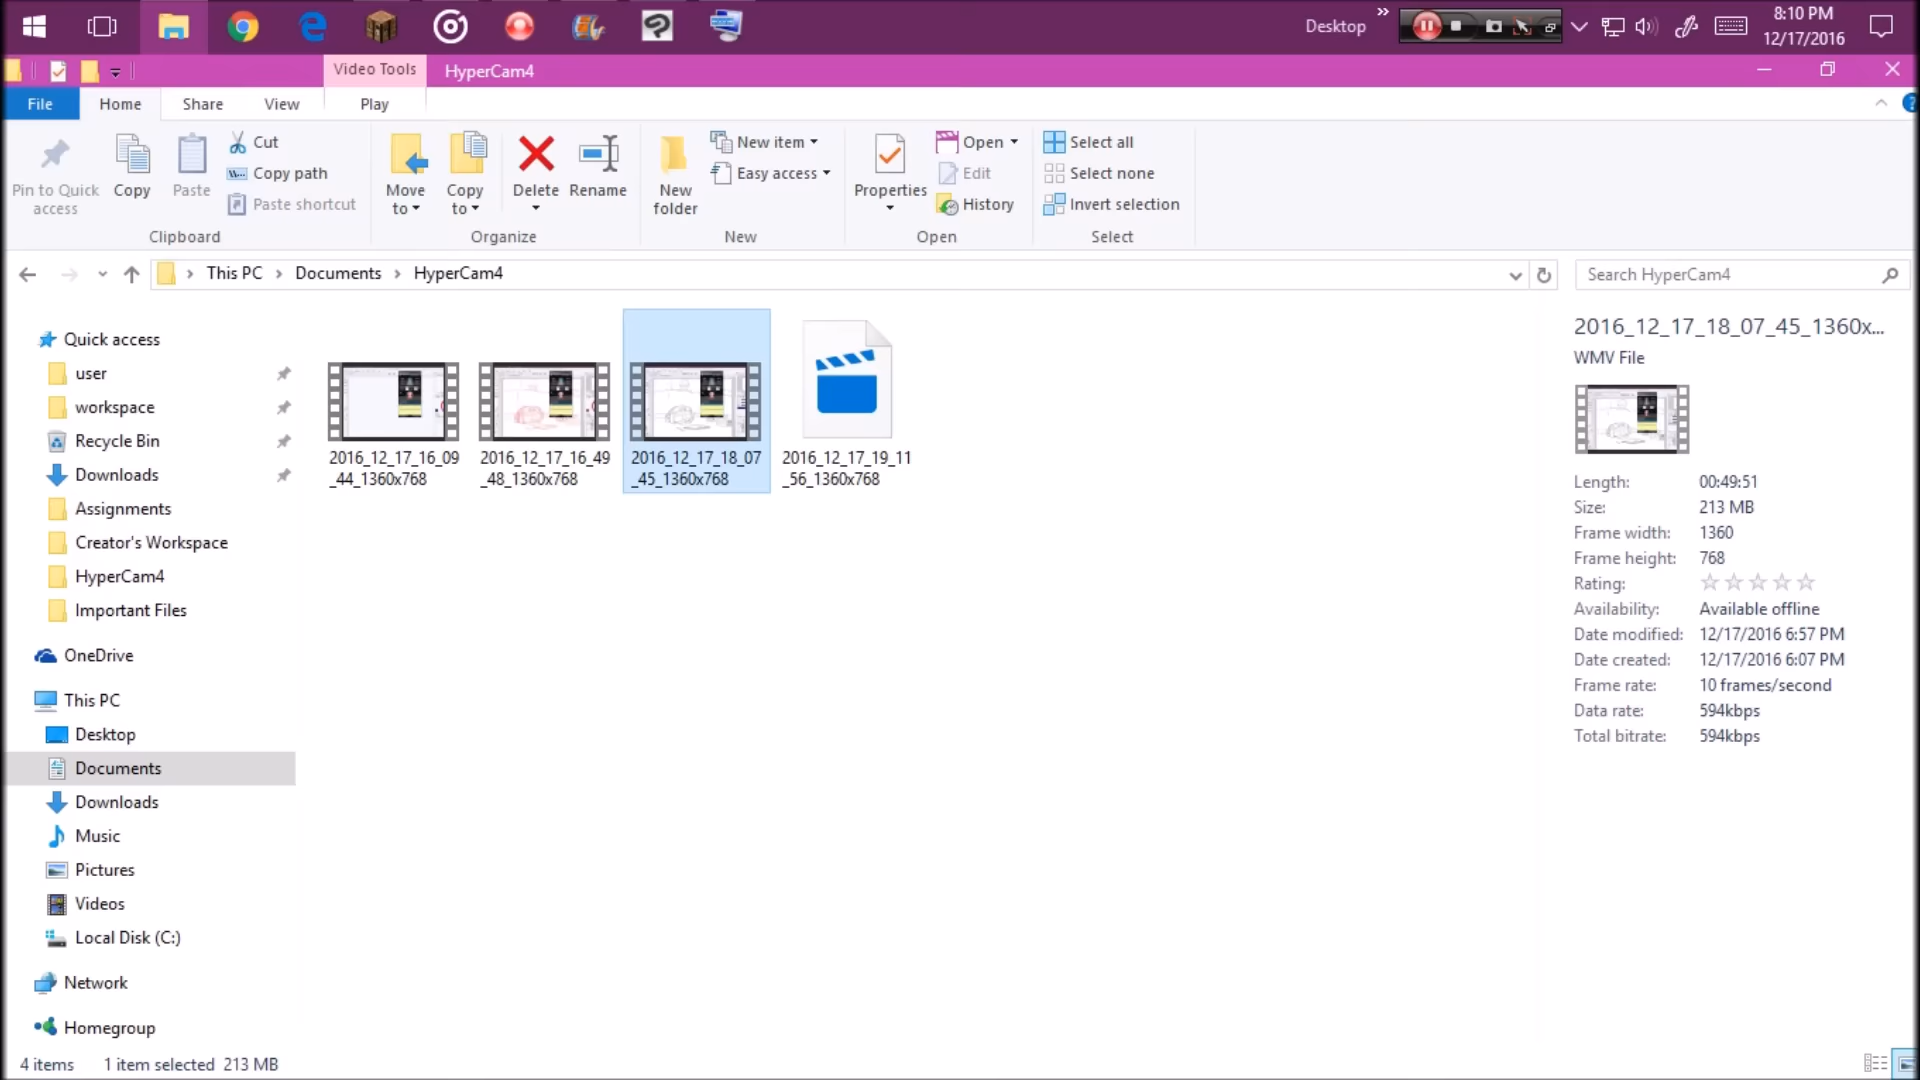 Desktop
8:10 PM
12/17/2016
Video Tools
HyperCam4
File
Home
Share
View
Play
Pin to Quick
access
Copy
Paste
Cut
Copy path
Paste shortcut
Clipboard
Move
to
Copy
to
Delete
Rename
Organize
New
folder
New item
Easy access
New
Properties
Open
Edit
History
Open
Select all
Select none
Invert selection
Select
This PC
Documents
HyperCam4
Search HyperCam4
Quick access
user
workspace
Recycle Bin
Downloads
Assignments
Creator's Workspace
HyperCam4
Important Files
OneDrive
This PC
Desktop
Documents
Downloads
Music
Pictures
Videos
Local Disk (C:)
Network
Homegroup
2016_12_17_16_09
_44_1360x768
2016_12_17_16_49
_48_1360x768
2016_12_17_18_07
_45_1360x768
2016_12_17_19_11
_56_1360x768
2016_12_17_18_07_45_1360x...
WMV File
Length: 00:49:51
Size: 213 MB
Frame width: 1360
Frame height: 768
Rating:
Availability: Available offline
Date modified: 12/17/2016 6:57 PM
Date created: 12/17/2016 6:07 PM
Frame rate: 10 frames/second
Data rate: 594kbps
Total bitrate: 594kbps
4 items 1 item selected 213 MB